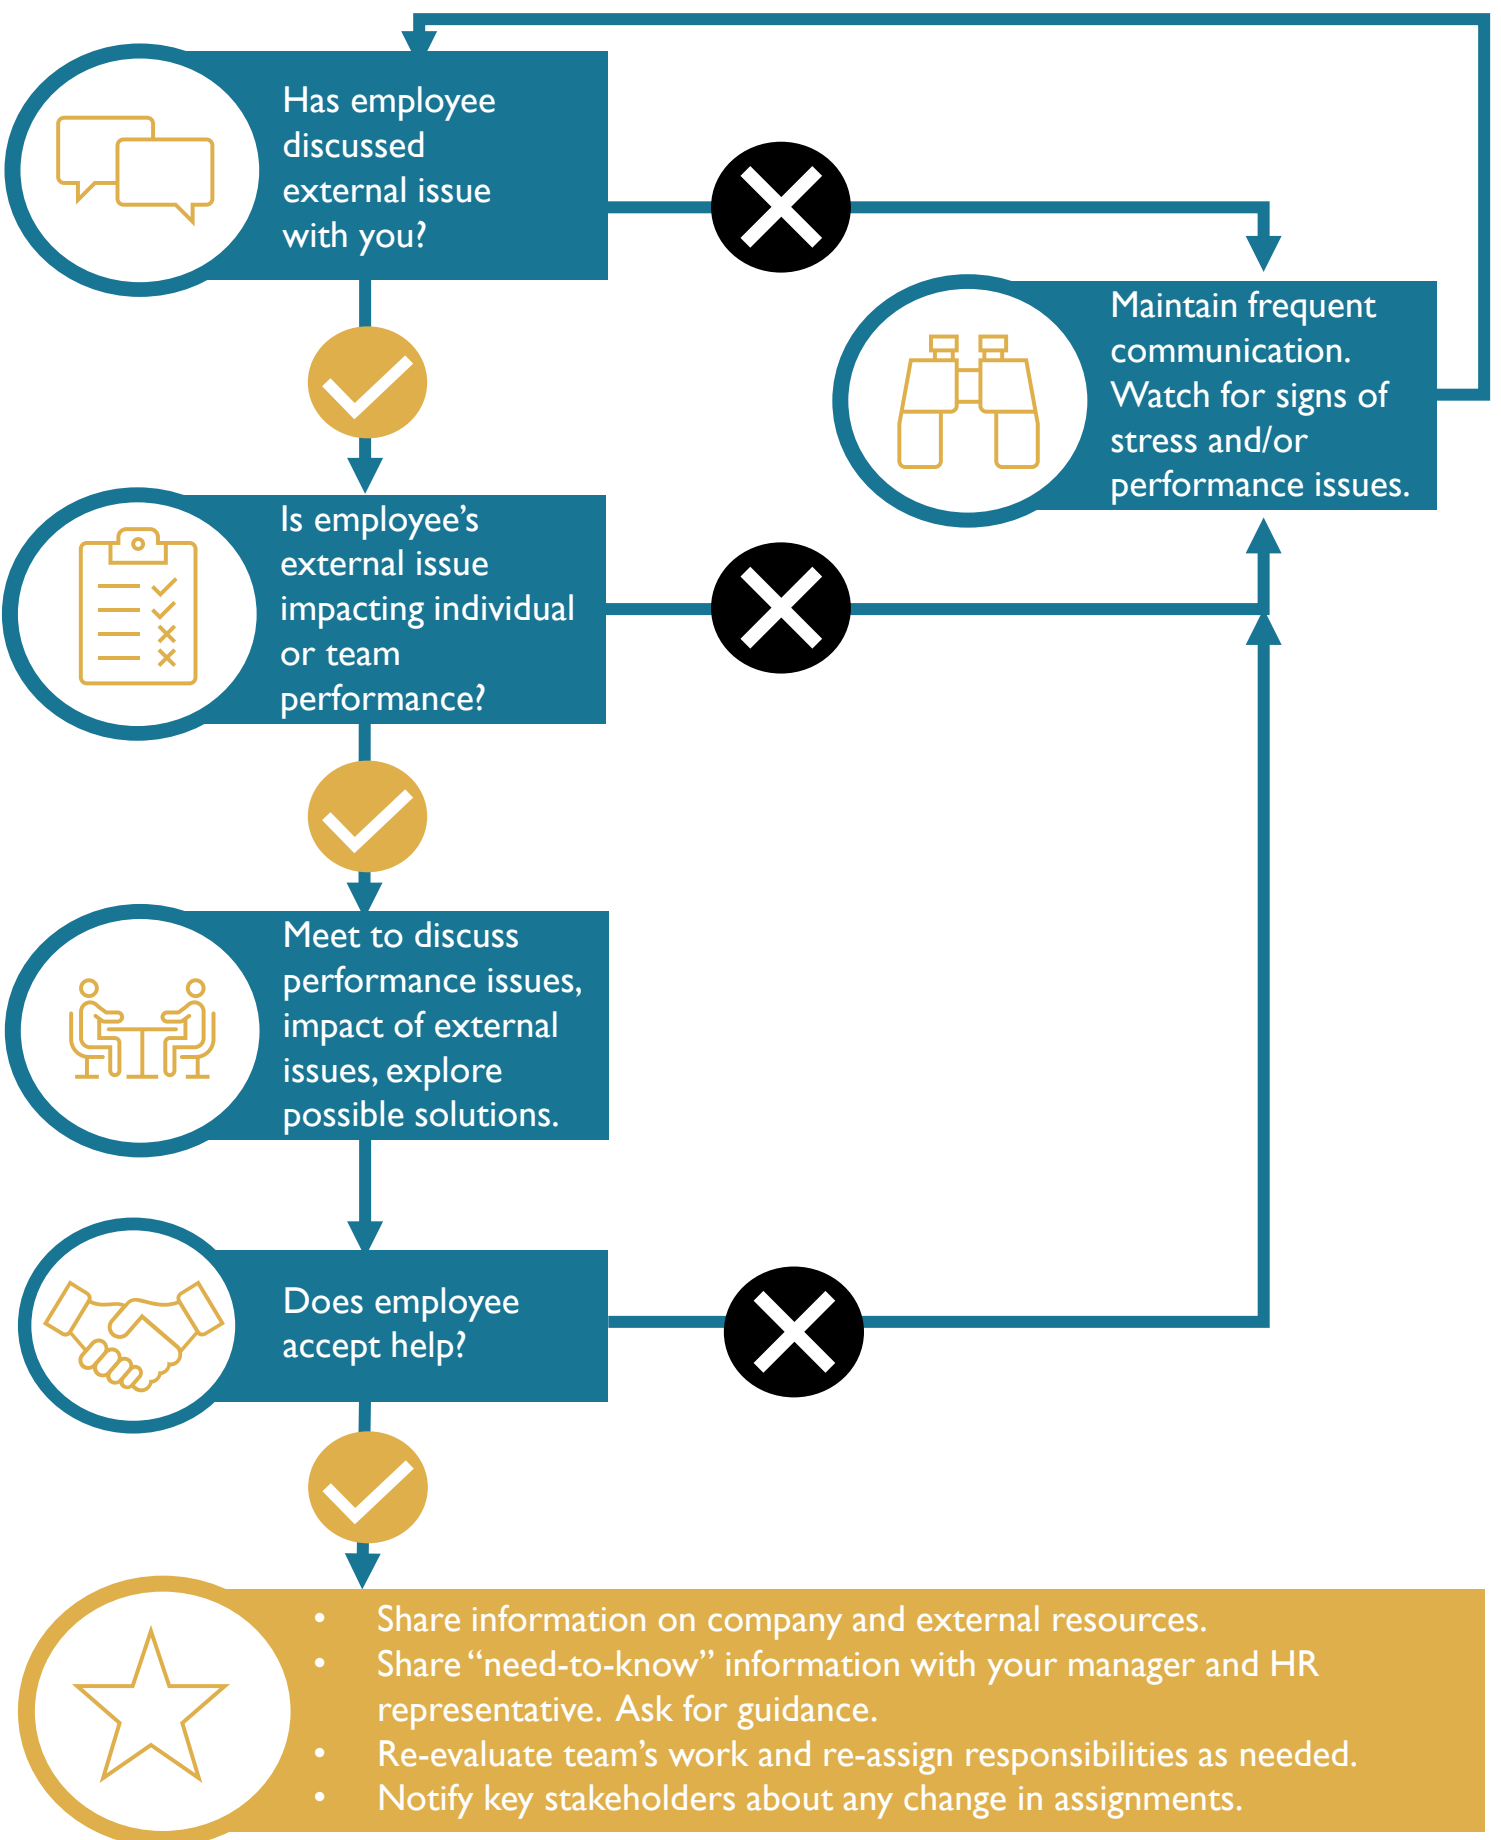 Has employee
discussed
external issue
with you?
Maintain frequent
communication.
Watch for signs of
stress and/or
performance issues.
Is employee’s
external issue
impacting individual
or team
performance?
Meet to discuss
performance issues,
impact of external
issues, explore
possible solutions.
Does employee
accept help?
• Share information on company and external resources.
• Share “need-to-know” information with your manager and HR
representative. Ask for guidance.
• Re-evaluate team’s work and re-assign responsibilities as needed.
• Notify key stakeholders about any change in assignments.